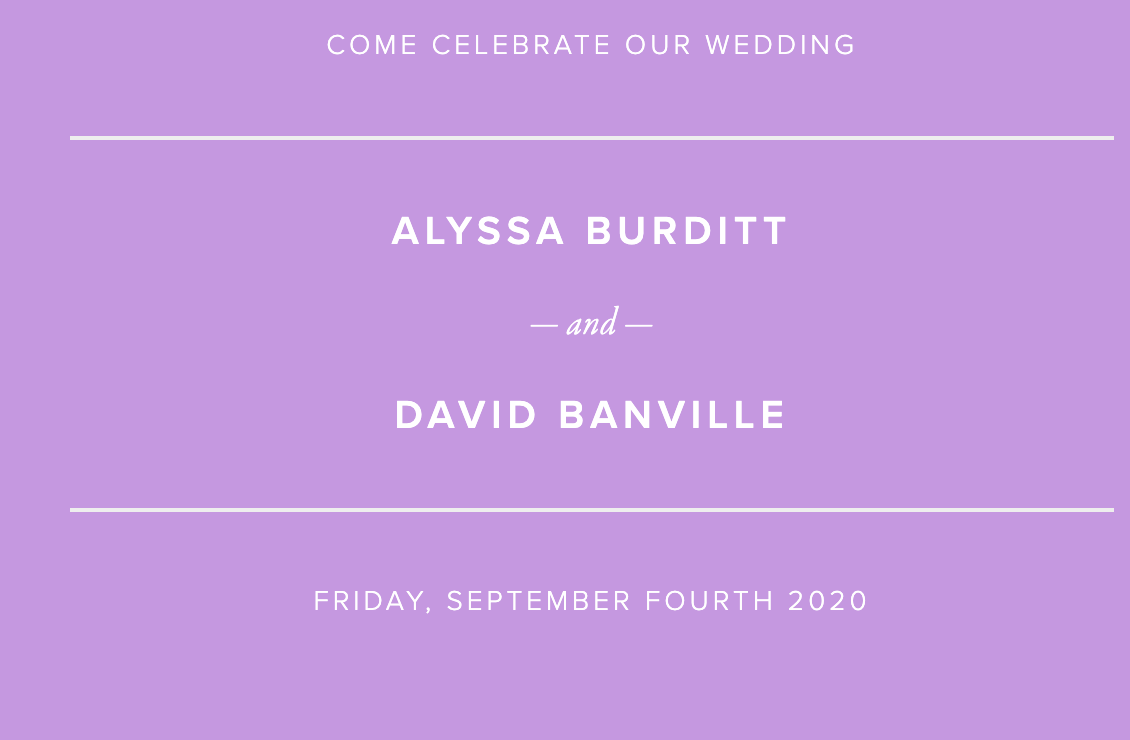 COME CELEBRATE OUR WEDDING
ALYSSA BURDITT
— and —
DAVID BANVILLE
FRIDAY, SEPTEMBER FOURTH 2020